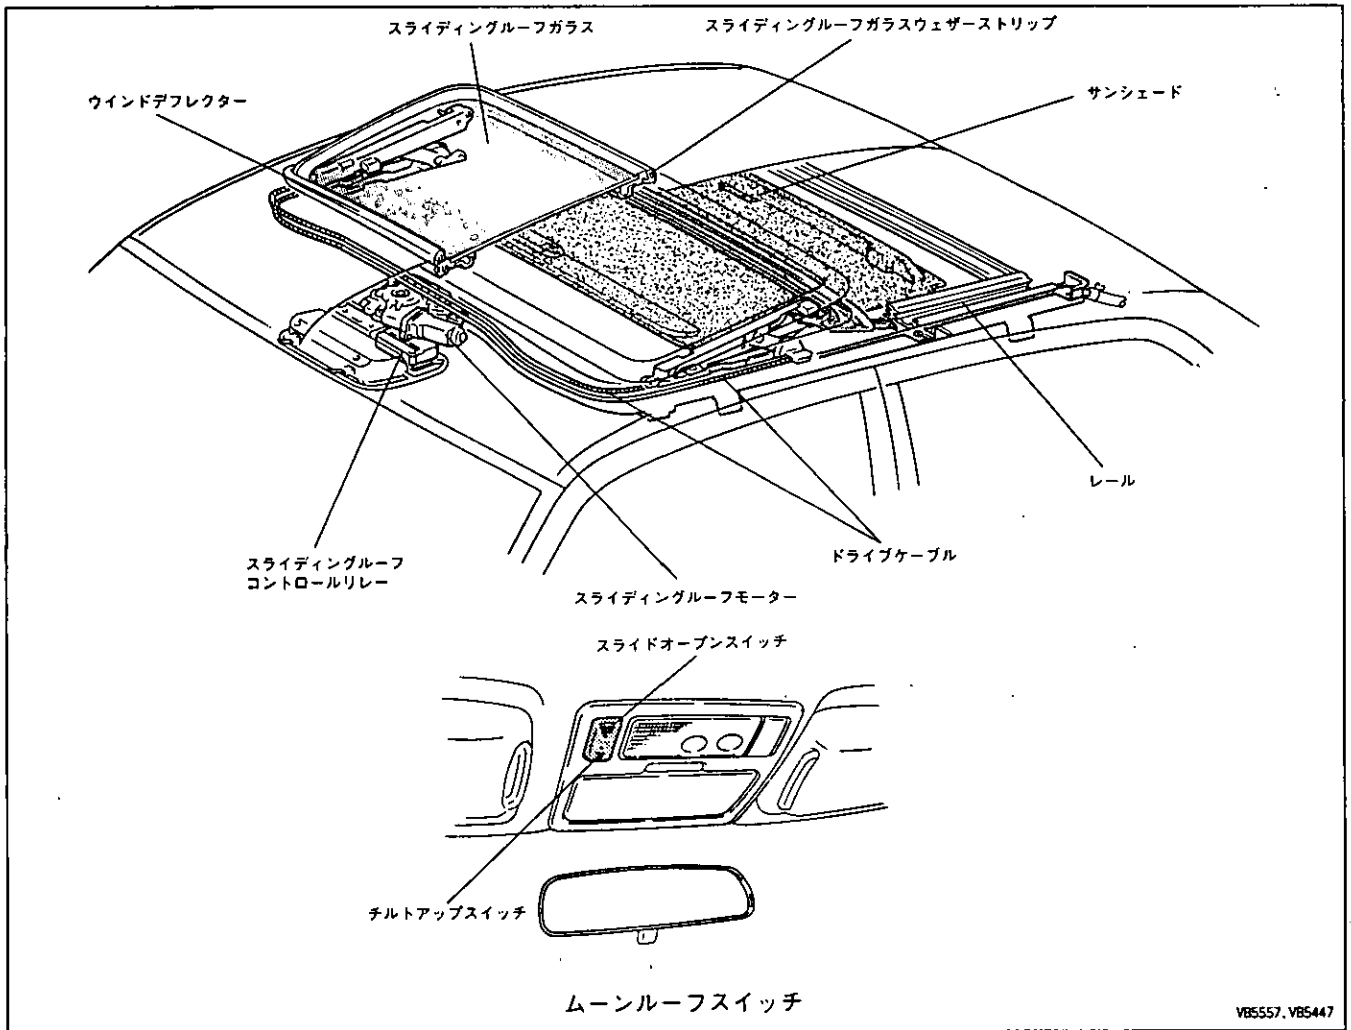 スライディングルーフガラス
スライディングルーフガラスウェザーストリップ
ウインドデフレクター
サンシェード
レール
ドライブケーブル
スライディングルーフ
コントロールリレー
スライディングルーフモーター
スライドオープンスイッチ
チルトアップスイッチ
ムーンルーフスイッチ
VB5557, VB5447